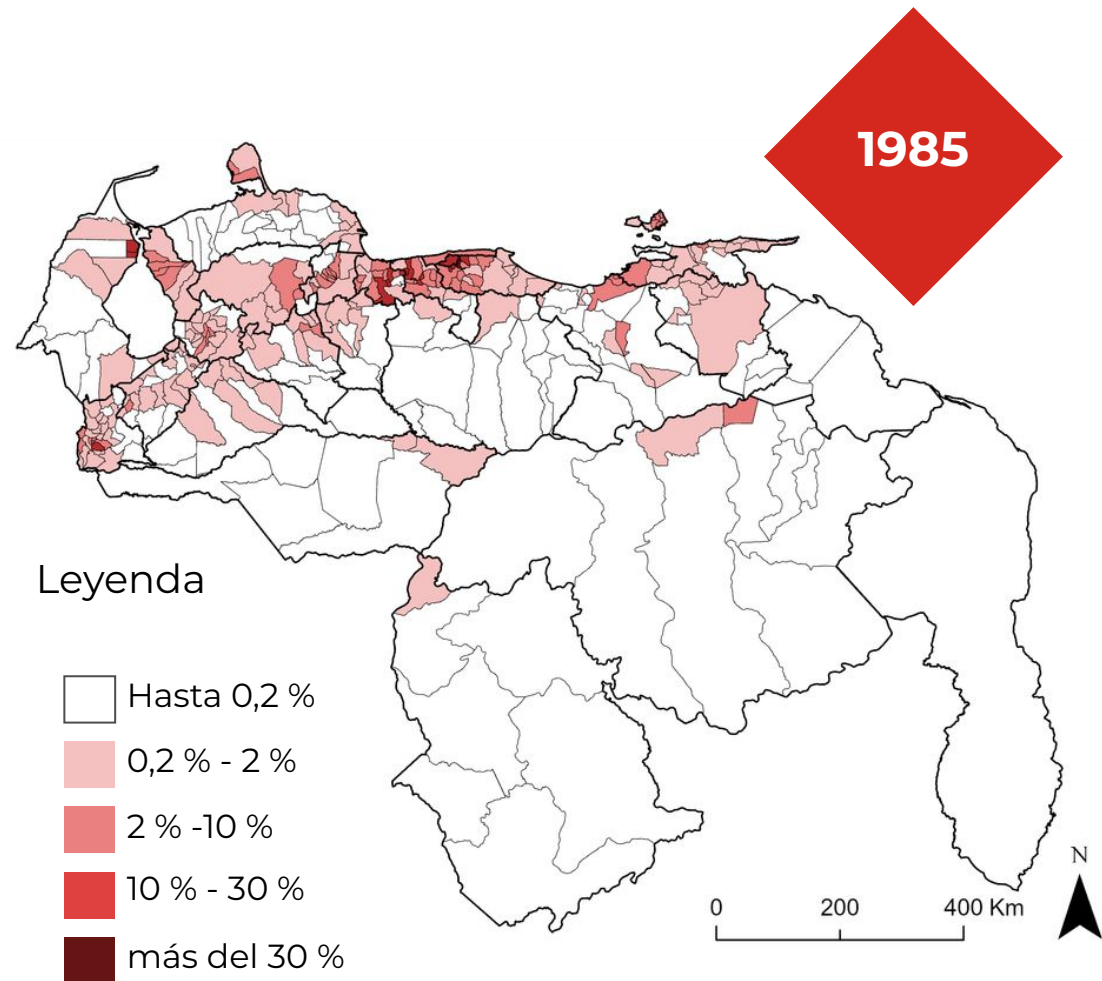 1985
Leyenda
Hasta 0,2 %
0,2 % - 2 %
2 % -10 %
10 % - 30 %
más del 30 %
N
0 200 400 Km